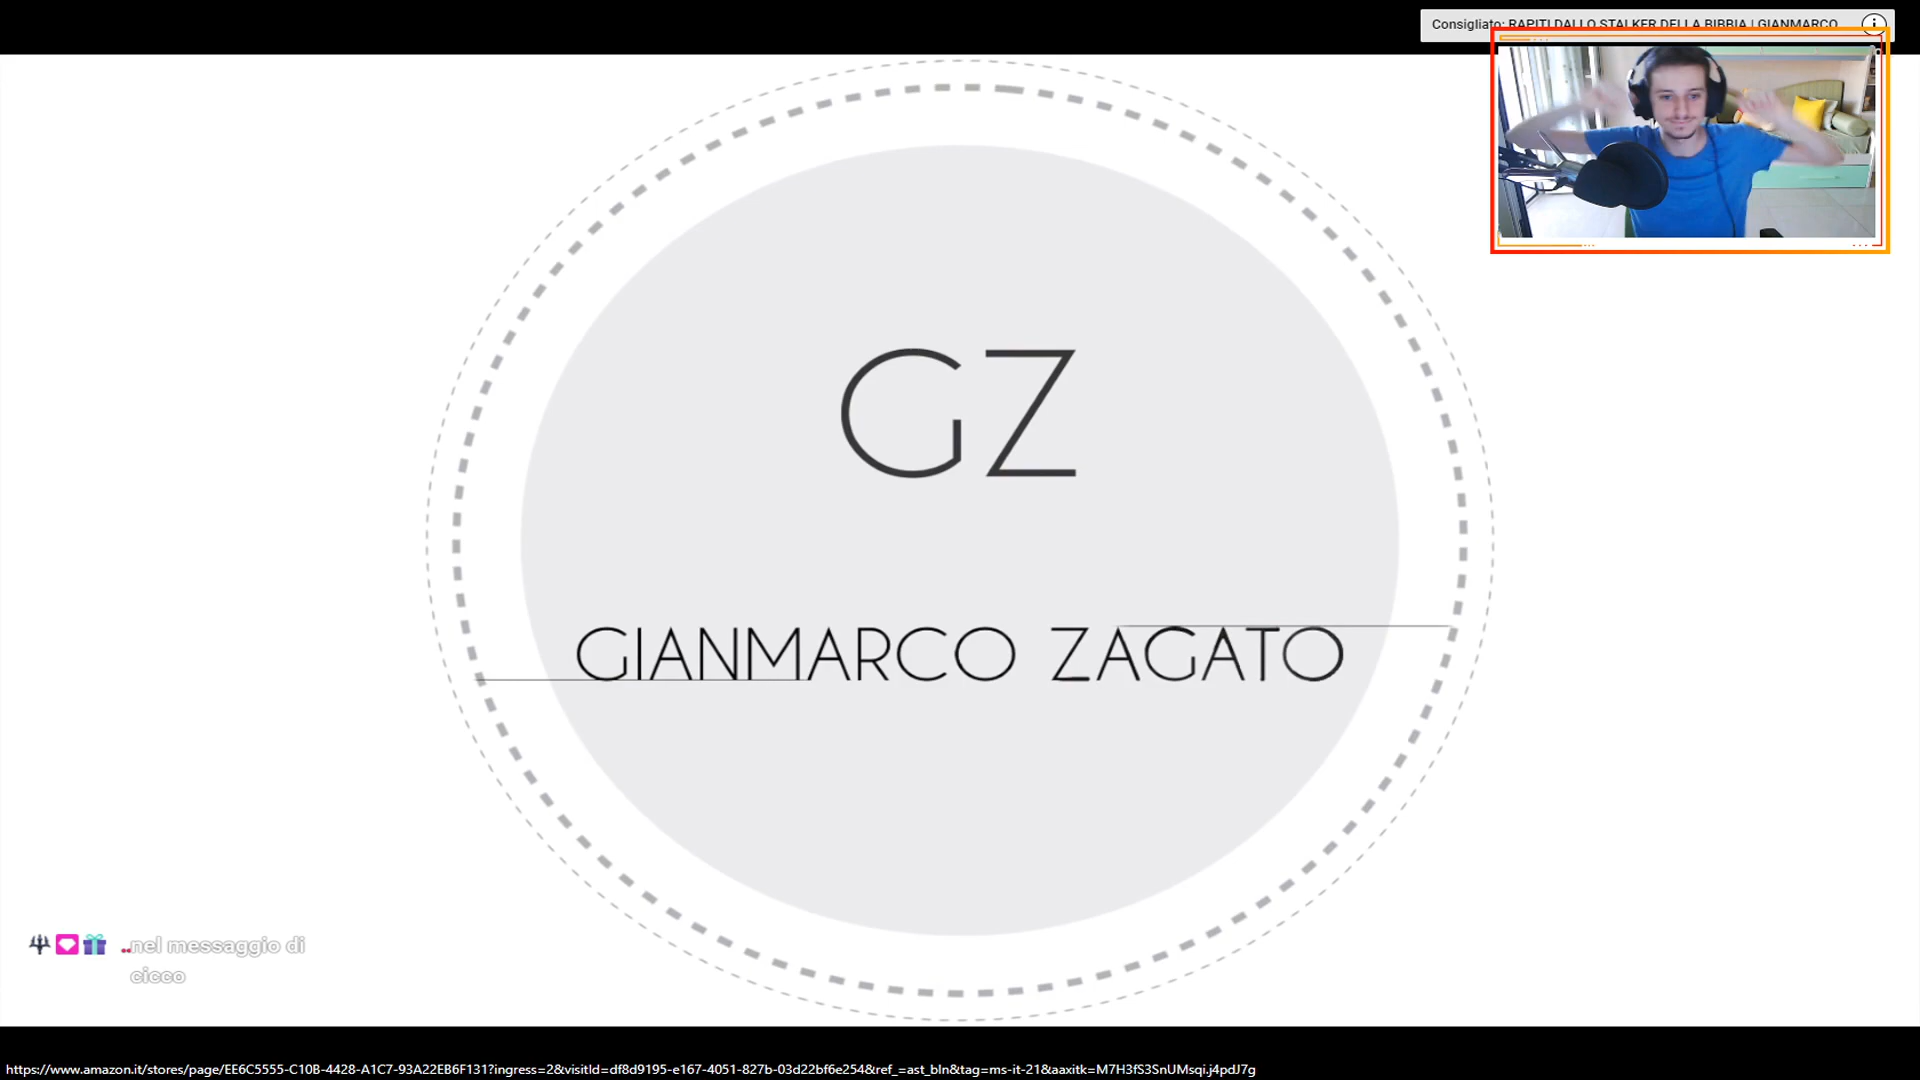 Consigliato: RAPITI DALLO STALKER DELLA BIBBIA | GIANMARCO
GZ
GIANMARCO ZAGATO
..nel messaggio di
cicco
https://www.amazon.it/stores/page/EE6C5555-C10B-4428-A1C7-93A22EB6F131?ingress=2&visitId=df8d9195-e167-4051-827b-03d22bf6e254&ref_=ast_bln&tag=ms-it-21&aaxitk=M7H3fS3SnUMsqi.j4pdJ7g